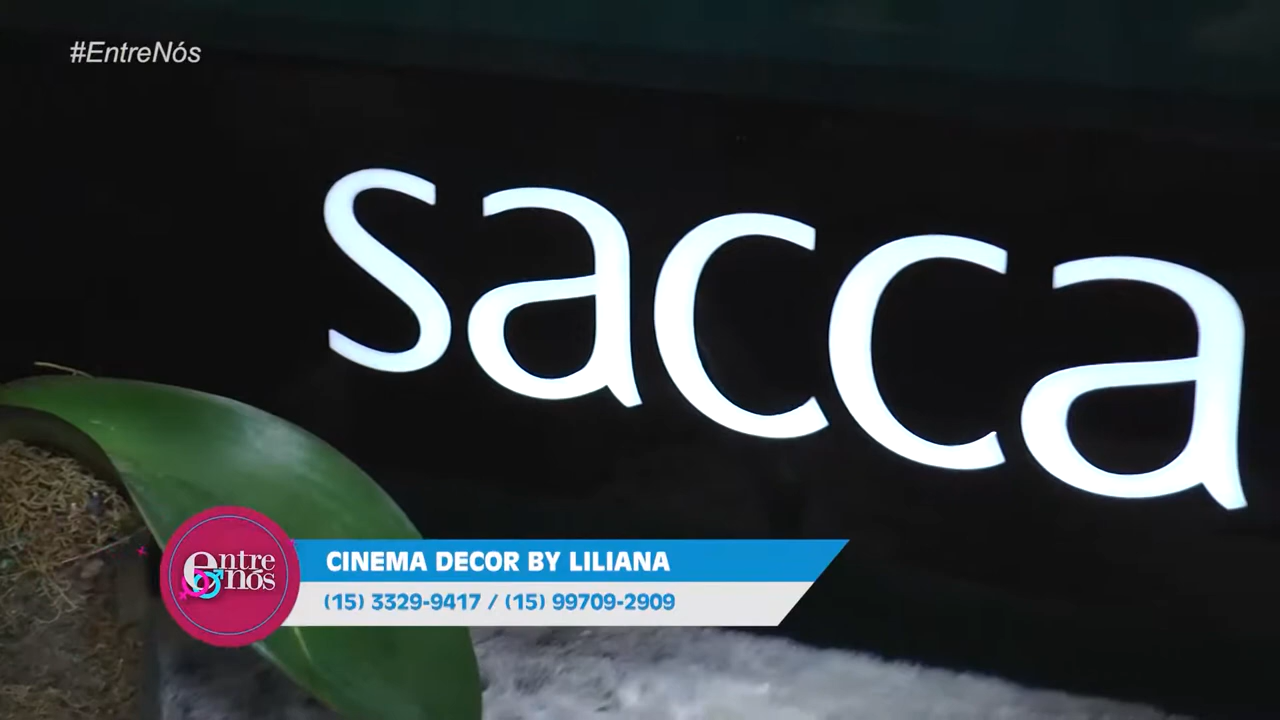 #EntreNós
sacca
entre
nós
CINEMA DECOR BY LILIANA
(15) 3329-9417 / (15) 99709-2909